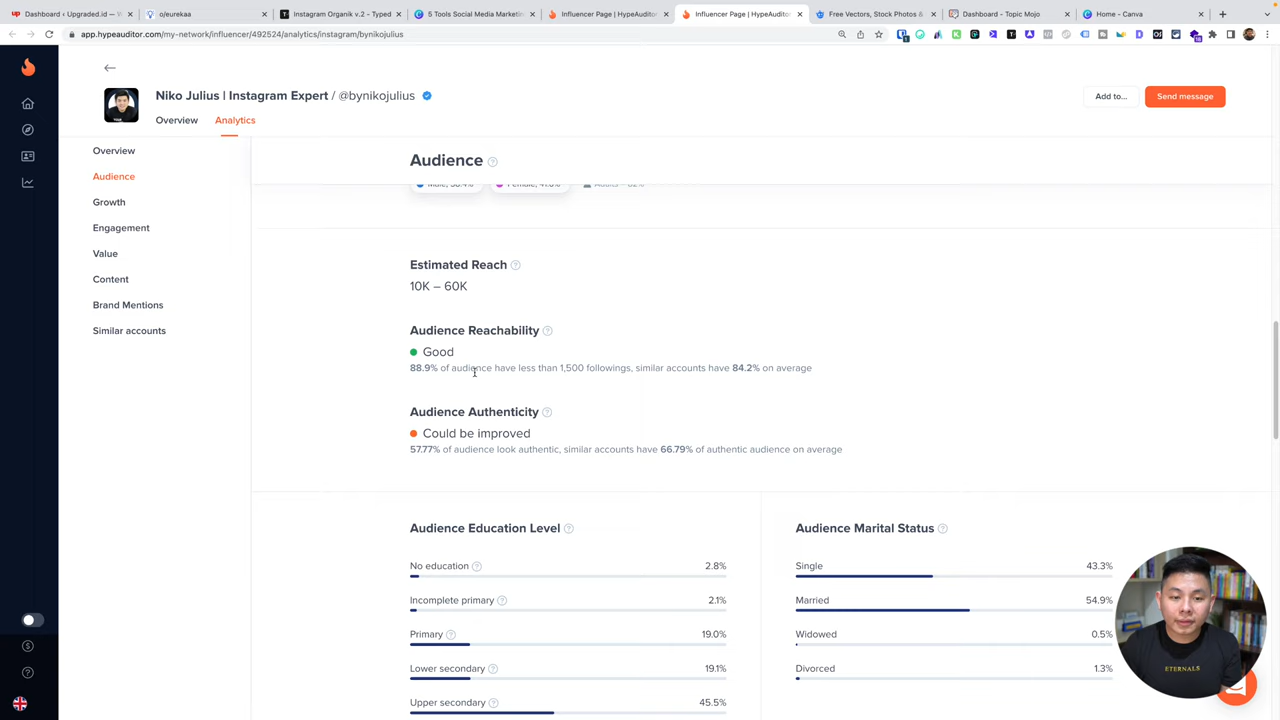 Dashboard ‹ Upgraded.id — W
o/eurekaa
Instagram Organik v.2 - Typed
5 Tools Social Media Marketin
Influencer Page | HypeAuditor
Influencer Page | HypeAuditor
Free Vectors, Stock Photos &
Dashboard - Topic Mojo
Home - Canva
app.hypeauditor.com/my-network/influencer/492524/analytics/instagram/bynikojulius
Niko Julius | Instagram Expert / @bynikojulius
Add to...
Send message
Overview
Analytics
Overview
Audience
Growth
Engagement
Value
Content
Brand Mentions
Similar accounts
Audience
Estimated Reach
10K – 60K
Audience Reachability
Good
88.9% of audience have less than 1,500 followings, similar accounts have 84.2% on average
Audience Authenticity
Could be improved
57.77% of audience look authentic, similar accounts have 66.79% of authentic audience on average
Audience Education Level
No education
2.8%
Incomplete primary
2.1%
Primary
19.0%
Lower secondary
19.1%
Upper secondary
45.5%
Audience Marital Status
Single
43.3%
Married
54.9%
Widowed
0.5%
Divorced
1.3%
ETERNALS